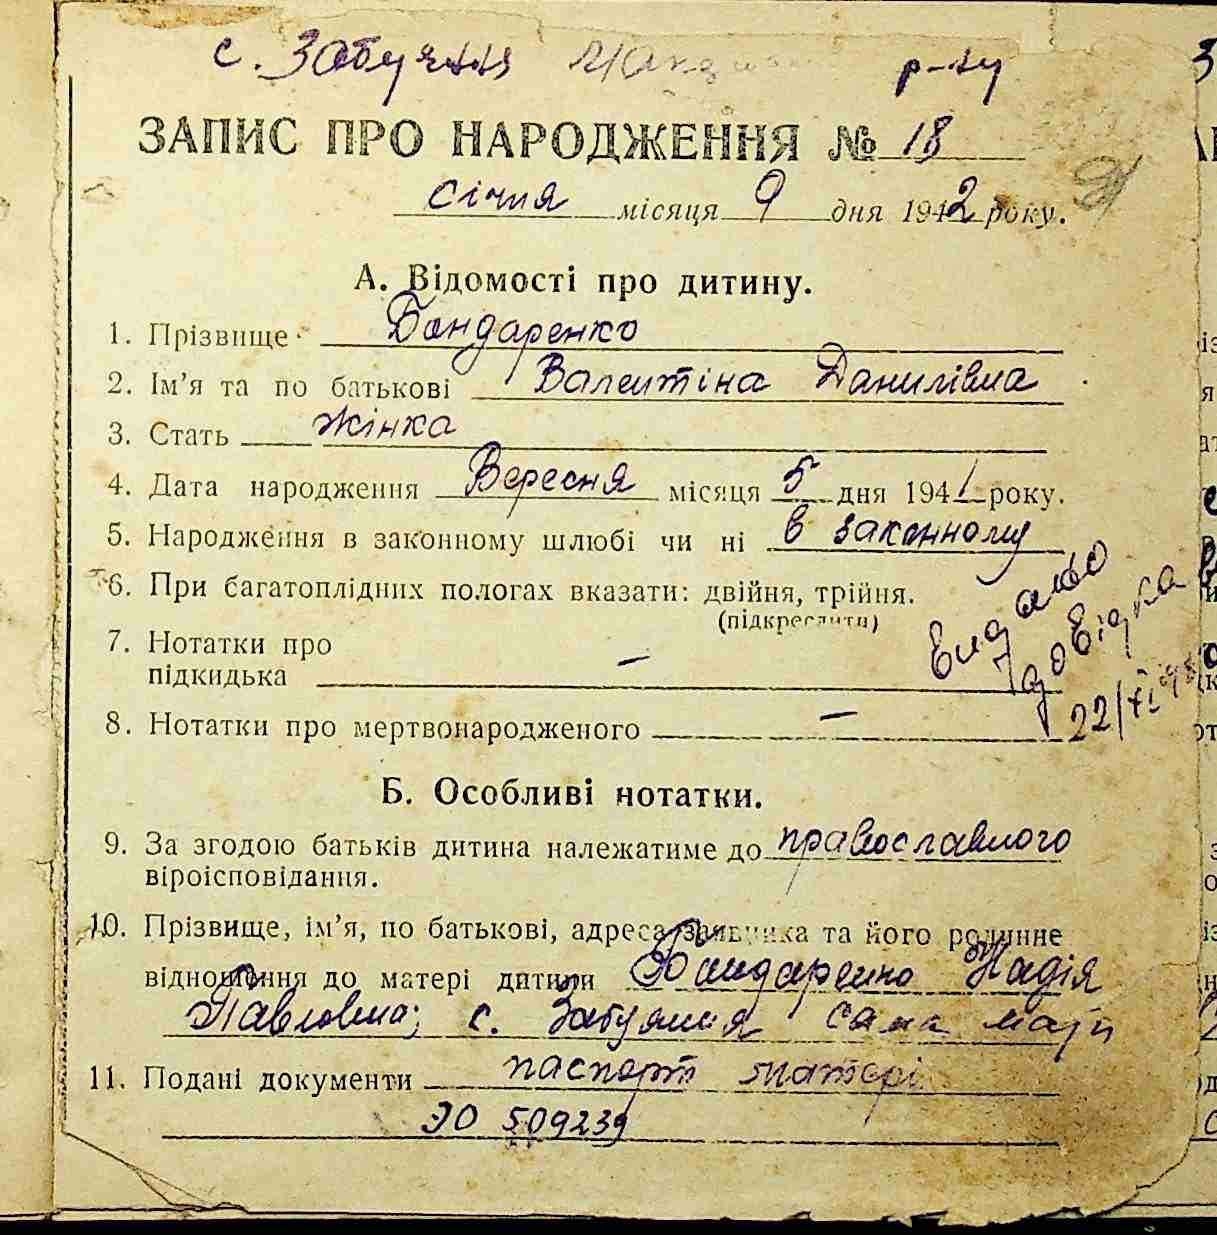 с. Забуяння р-ну
ЗАПИС ПРО НАРОДЖЕННЯ № 18
січня місяця 9 дня 1942 року.
А. Відомості про дитину.
1. Прізвище Бондаренко
2. Ім'я та по батькові Валентіна Данилівна
3. Стать жінка
4. Дата народження Вересня місяця 5 дня 1941 року.
5. Народження в законному шлюбі чи ні в законному
6. При багатоплідних пологах вказати: двійня, трійня.
(підкреслити)
7. Нотатки про
підкидька —
8. Нотатки про мертвонародженого —
Видано
довідка
22/VI
Б. Особливі нотатки.
9. За згодою батьків дитина належатиме до православного
віроісповідання.
10. Прізвище, ім'я, по батькові, адреса заявника та його родинне
відношення до матері дитини Бондаренко Надія
Павловна; с. Забуяння сама мати
11. Подані документи паспорт матері
ЭО 509239